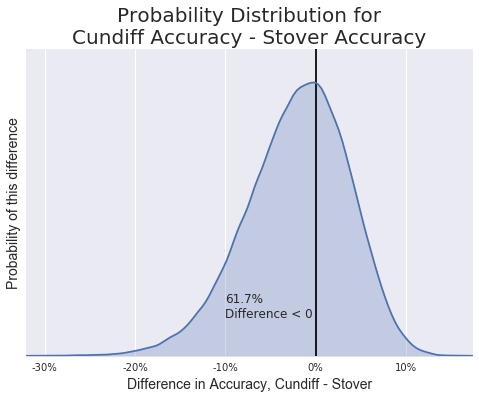 Probability Distribution for
Cundiff Accuracy - Stover Accuracy
Probability of this difference
61.7%
Difference < 0
-30%
-20%
-10%
0%
10%
Difference in Accuracy, Cundiff - Stover